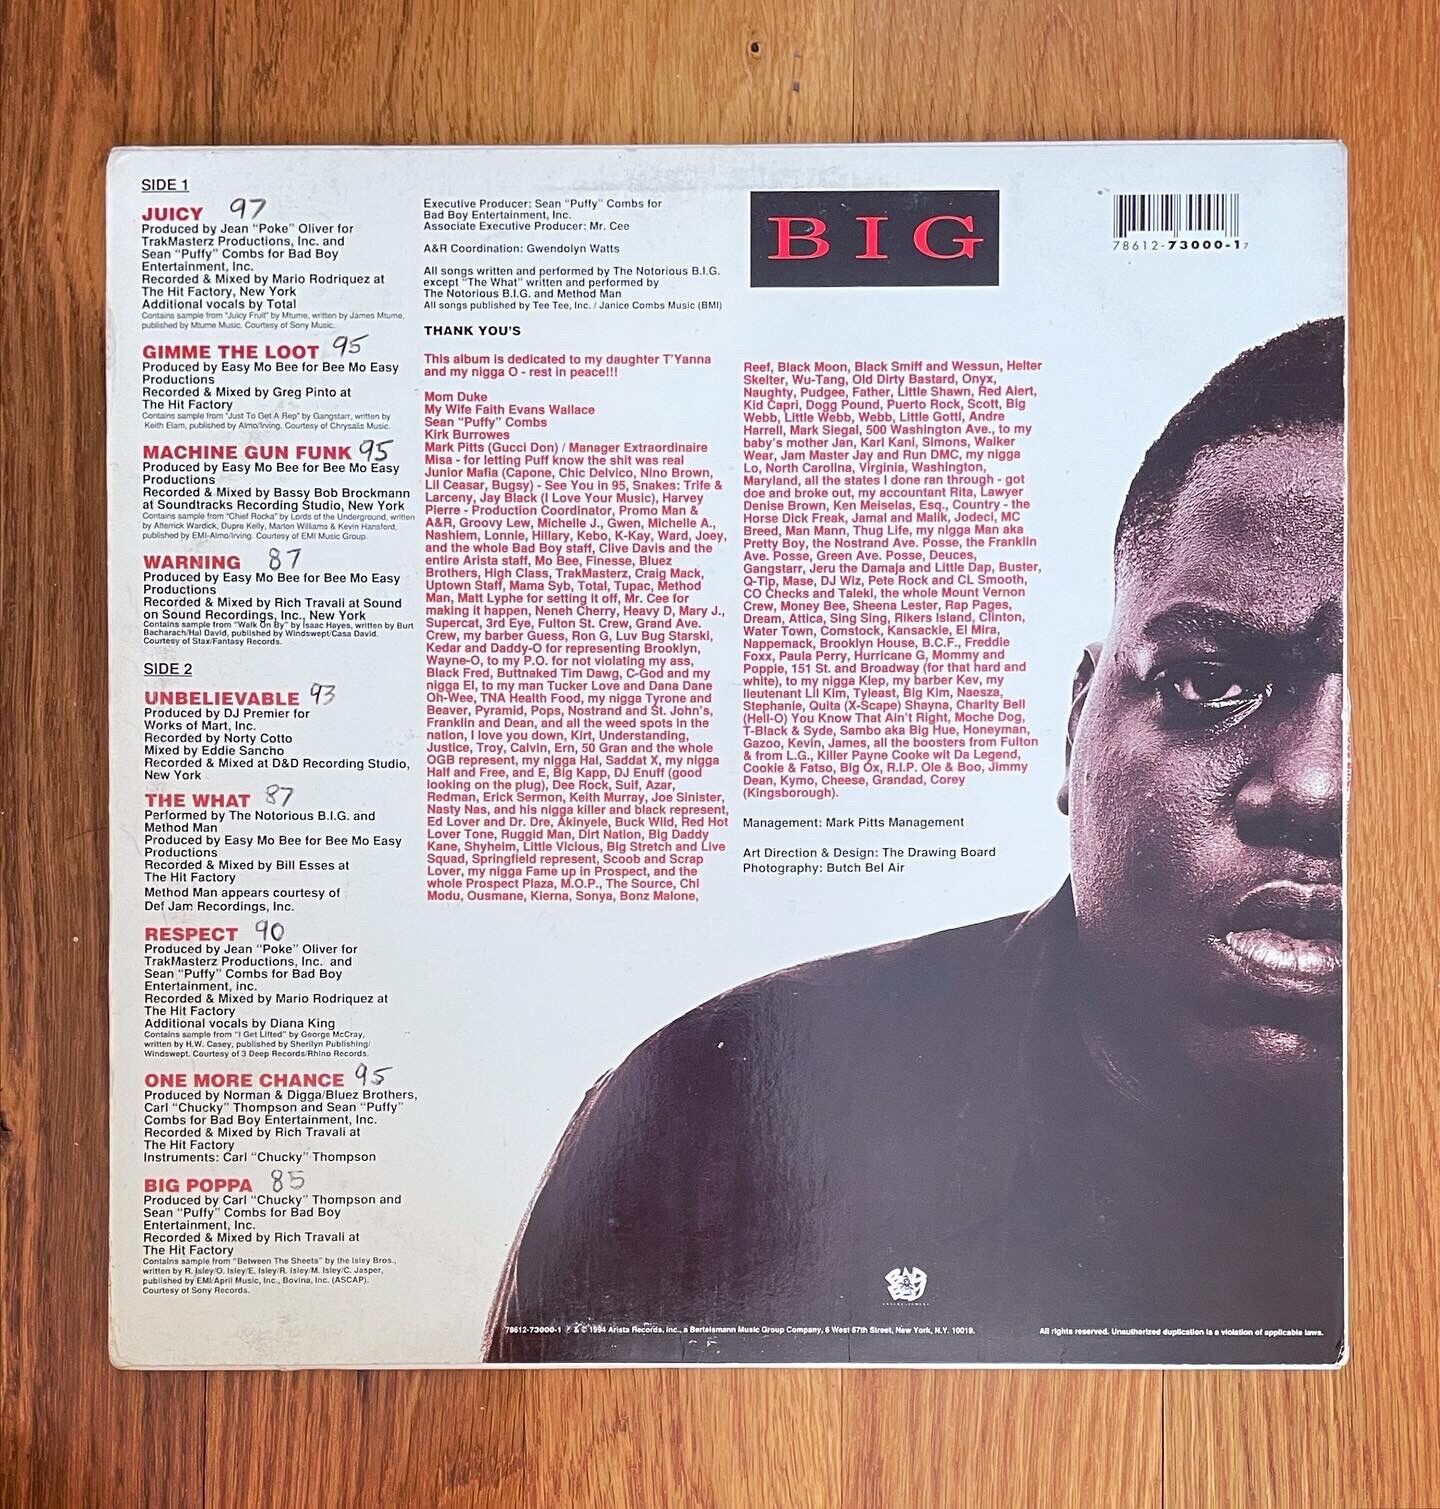 SIDE 1
JUICY 97
Produced by Jean "Poke" Oliver for
TrakMasterz Productions, Inc. and
Sean "Puffy" Combs for Bad Boy
Entertainment, Inc.
Recorded & Mixed by Mario Rodriquez at
The Hit Factory, New York
Additional vocals by Total
Contains sample from "Juicy Fruit" by Mtume, written by James Mtume,
published by Mtume Music. Courtesy of Sony Music.
GIMME THE LOOT 95
Produced by Easy Mo Bee for Bee Mo Easy
Productions
Recorded & Mixed by Greg Pinto at
The Hit Factory
Contains sample from "Just To Get A Rep" by Gangstarr, written by
Keith Elam, published by Almo/Irving. Courtesy of Chrysalis Music.
MACHINE GUN FUNK 95
Produced by Easy Mo Bee for Bee Mo Easy
Productions
Recorded & Mixed by Bassy Bob Brockmann
at Soundtracks Recording Studio, New York
Contains sample from "Chief Rocka" by Lords of the Underground, written
by Alterrick Wardick, Dupre Kelly, Marlon Williams & Kevin Hansford,
published by EMI-Almo/Irving. Courtesy of EMI Music Group.
WARNING 87
Produced by Easy Mo Bee for Bee Mo Easy
Productions
Recorded & Mixed by Rich Travali at Sound
on Sound Recordings, Inc., New York
Contains sample from "Walk On By" by Isaac Hayes, written by Burt
Bacharach/Hal David, published by Windswept/Casa David.
Courtesy of Stax/Fantasy Records.
SIDE 2
UNBELIEVABLE 93
Produced by DJ Premier for
Works of Mart, Inc.
Recorded by Norty Cotto
Mixed by Eddie Sancho
Recorded & Mixed at D&D Recording Studio,
New York
THE WHAT 87
Performed by The Notorious B.I.G. and
Method Man
Produced by Easy Mo Bee for Bee Mo Easy
Productions
Recorded & Mixed by Bill Esses at
The Hit Factory
Method Man appears courtesy of
Def Jam Recordings, Inc.
RESPECT 90
Produced by Jean "Poke" Oliver for
TrakMasterz Productions, Inc. and
Sean "Puffy" Combs for Bad Boy
Entertainment, inc.
Recorded & Mixed by Mario Rodriquez at
The Hit Factory
Additional vocals by Diana King
Contains sample from "I Get Lifted" by George McCray,
written by H.W. Casey, published by Sherilyn Publishing/
Windswept. Courtesy of 3 Deep Records/Rhino Records.
ONE MORE CHANCE 95
Produced by Norman & Digga/Bluez Brothers,
Carl "Chucky" Thompson and Sean "Puffy"
Combs for Bad Boy Entertainment, Inc.
Recorded & Mixed by Rich Travali at
The Hit Factory
Instruments: Carl "Chucky" Thompson
BIG POPPA 85
Produced by Carl "Chucky" Thompson and
Sean "Puffy" Combs for Bad Boy
Entertainment, Inc.
Recorded & Mixed by Rich Travali at
The Hit Factory
Contains sample from "Between The Sheets" by the Isley Bros.,
written by R. Isley/O. Isley/E. Isley/R. Isley/M. Isley/C. Jasper,
published by EMI/April Music, Inc., Bovina, Inc. (ASCAP).
Courtesy of Sony Records.
Executive Producer: Sean "Puffy" Combs for
Bad Boy Entertainment, Inc.
Associate Executive Producer: Mr. Cee
A&R Coordination: Gwendolyn Watts
All songs written and performed by The Notorious B.I.G.
except "The What" written and performed by
The Notorious B.I.G. and Method Man
All songs published by Tee Tee, Inc. / Janice Combs Music (BMI)
THANK YOU'S
This album is dedicated to my daughter T'Yanna
and my nigga O - rest in peace!!!
Mom Duke
My Wife Faith Evans Wallace
Sean "Puffy" Combs
Kirk Burrowes
Mark Pitts (Gucci Don) / Manager Extraordinaire
Misa - for letting Puff know the shit was real
Junior Mafia (Capone, Chic Delvico, Nino Brown,
Lil Ceasar, Bugsy) - See You in 95, Snakes: Trife &
Larceny, Jay Black (I Love Your Music), Harvey
Pierre - Production Coordinator, Promo Man &
A&R, Groovy Lew, Michelle J., Gwen, Michelle A.,
Nashiem, Lonnie, Hillary, Kebo, K-Kay, Ward, Joey,
and the whole Bad Boy staff, Clive Davis and the
entire Arista staff, Mo Bee, Finesse, Bluez
Brothers, High Class, TrakMasterz, Craig Mack,
Uptown Staff, Mama Syb, Total, Tupac, Method
Man, Matt Lyphe for setting it off, Mr. Cee for
making it happen, Neneh Cherry, Heavy D, Mary J.,
Supercat, 3rd Eye, Fulton St. Crew, Grand Ave.
Crew, my barber Guess, Ron G, Luv Bug Starski,
Kedar and Daddy-O for representing Brooklyn,
Wayne-O, to my P.O. for not violating my ass,
Black Fred, Buttnaked Tim Dawg, C-God and my
nigga El, to my man Tucker Love and Dana Dane
Oh-Wee, TNA Health Food, my nigga Tyrone and
Beaver, Pyramid, Pops, Nostrand and St. John's,
Franklin and Dean, and all the weed spots in the
nation, I love you down, Kirt, Understanding,
Justice, Troy, Calvin, Ern, 50 Gran and the whole
OGB represent, my nigga Hal, Saddat X, my nigga
Half and Free, and E, Big Kapp, DJ Enuff (good
looking on the plug), Dee Rock, Suif, Azar,
Redman, Erick Sermon, Keith Murray, Joe Sinister,
Nasty Nas, and his nigga killer and black represent,
Ed Lover and Dr. Dre, Akinyele, Buck Wild, Red Hot
Lover Tone, Ruggid Man, Dirt Nation, Big Daddy
Kane, Shyheim, Little Vicious, Big Stretch and Live
Squad, Springfield represent, Scoob and Scrap
Lover, my nigga Fame up in Prospect, and the
whole Prospect Plaza, M.O.P., The Source, Chi
Modu, Ousmane, Kierna, Sonya, Bonz Malone,
BIG
Reef, Black Moon, Black Smiff and Wessun, Helter
Skelter, Wu-Tang, Old Dirty Bastard, Onyx,
Naughty, Pudgee, Father, Little Shawn, Red Alert,
Kid Capri, Dogg Pound, Puerto Rock, Scott, Big
Webb, Little Webb, Webb, Little Gotti, Andre
Harrell, Mark Siegal, 500 Washington Ave., to my
baby's mother Jan, Karl Kani, Simons, Walker
Wear, Jam Master Jay and Run DMC, my nigga
Lo, North Carolina, Virginia, Washington,
Maryland, all the states I done ran through - got
doe and broke out, my accountant Rita, Lawyer
Denise Brown, Ken Meiselas, Esq., Country - the
Horse Dick Freak, Jamal and Malik, Jodeci, MC
Breed, Man Mann, Thug Life, my nigga Man aka
Pretty Boy, the Nostrand Ave. Posse, the Franklin
Ave. Posse, Green Ave. Posse, Deuces,
Gangstarr, Jeru the Damaja and Little Dap, Buster,
Q-Tip, Mase, DJ Wiz, Pete Rock and CL Smooth,
CO Checks and Taleki, the whole Mount Vernon
Crew, Money Bee, Sheena Lester, Rap Pages,
Dream, Attica, Sing Sing, Rikers Island, Clinton,
Water Town, Comstock, Kansackie, El Mira,
Nappemack, Brooklyn House, B.C.F., Freddie
Foxx, Paula Perry, Hurricane G, Mommy and
Poppie, 151 St. and Broadway (for that hard and
white), to my nigga Klep, my barber Kev, my
lieutenant Lil Kim, Tyleast, Big Kim, Naesza,
Stephanie, Quita (X-Scape) Shayna, Charity Bell
(Hell-O) You Know That Ain't Right, Moche Dog,
T-Black & Syde, Sambo aka Big Hue, Honeyman,
Gazoo, Kevin, James, all the boosters from Fulton
& from L.G., Killer Payne Cooke wit Da Legend,
Cookie & Fatso, Big Ox, R.I.P. Ole & Boo, Jimmy
Dean, Kymo, Cheese, Grandad, Corey
(Kingsborough).
Management: Mark Pitts Management
Art Direction & Design: The Drawing Board
Photography: Butch Bel Air
78612-73000-1 7
BAD BOY
ENTERTAINMENT
78612-73000-1 ℗ & © 1994 Arista Records, Inc., a Bertelsmann Music Group Company, 6 West 57th Street, New York, N.Y. 10019.
All rights reserved. Unauthorized duplication is a violation of applicable laws.